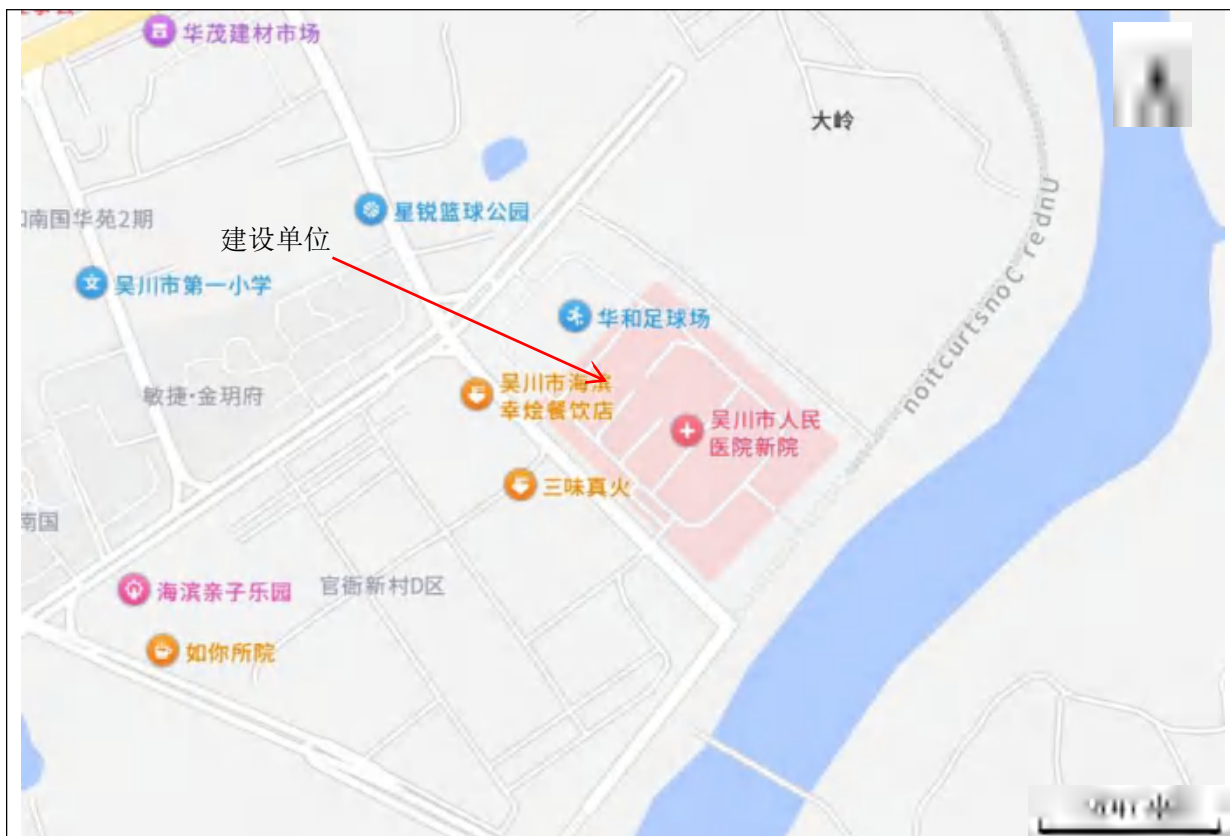 华茂建材市场
大岭
星锐篮球公园
南国华苑2期
建设单位
吴川市第一小学
华和足球场
Under Consturction
吴川市海滨
幸烩餐饮店
敏捷·金玥府
吴川市人民
医院新院
三味真火
南国
海滨亲子乐园
官衙新村D区
如你所院